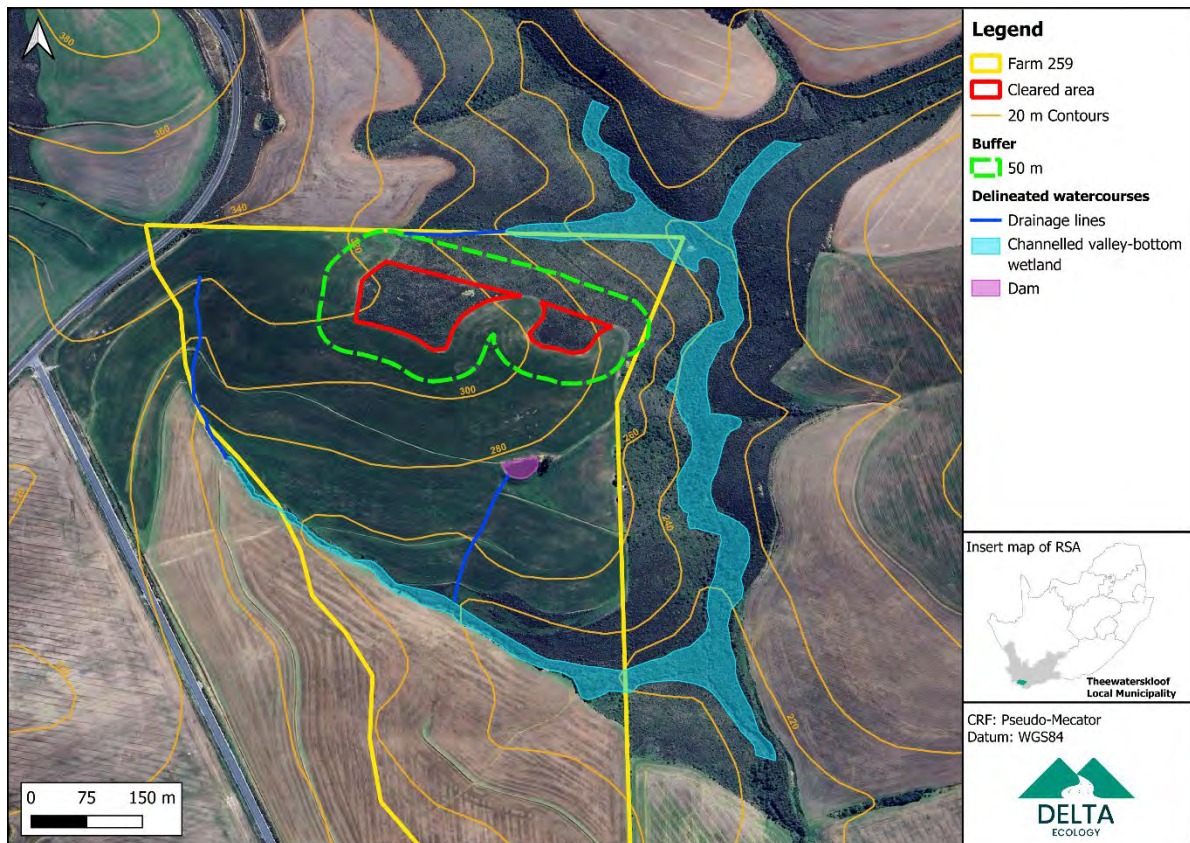 Legend
Farm 259
Cleared area
20 m Contours
Buffer
50 m
Delineated watercourses
Drainage lines
Channelled valley-bottom
wetland
Dam
Insert map of RSA
Theewaterskloof
Local Municipality
CRF: Pseudo-Mecator
Datum: WGS84
DELTA
ECOLOGY
380
360
340
300
280
260
240
220
0 75 150 m